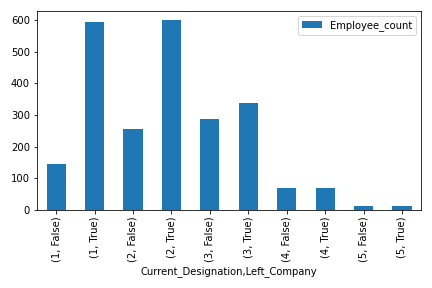 Employee_count
600
500
400
300
200
100
0
(1, False)
(1, True)
(2, False)
(2, True)
(3, False)
(3, True)
(4, False)
(4, True)
(5, False)
(5, True)
Current_Designation,Left_Company